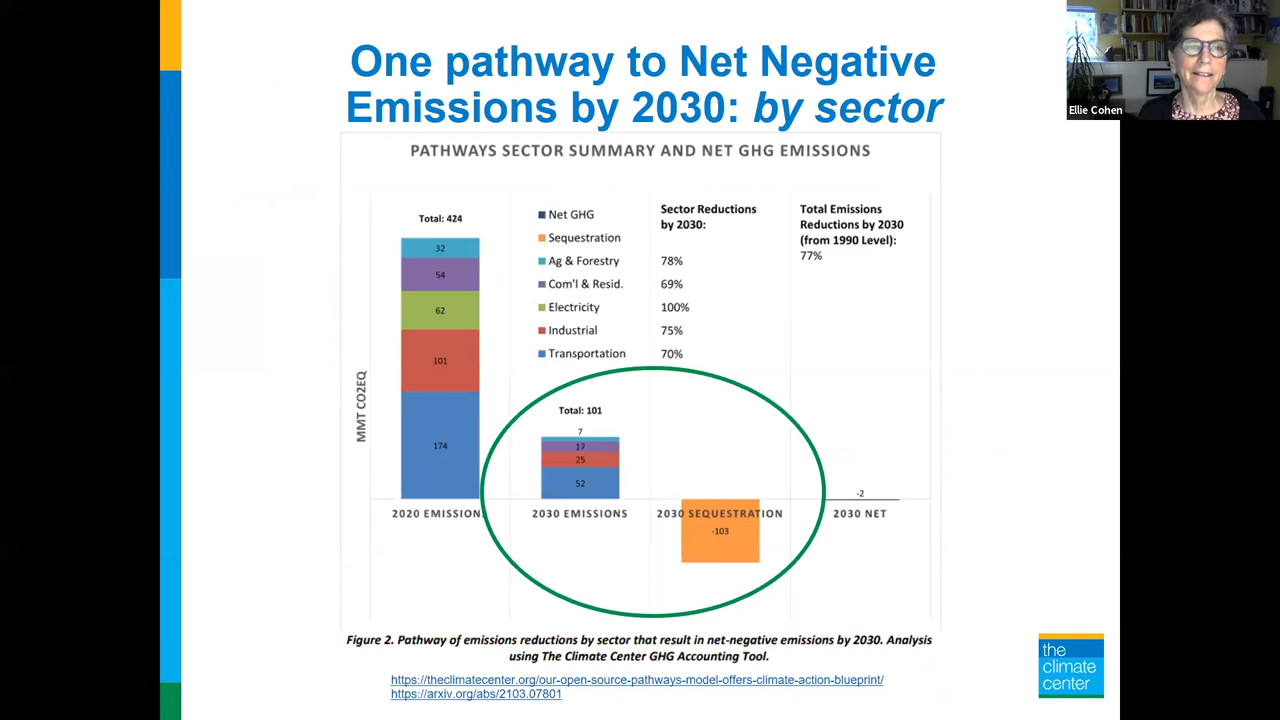 One pathway to Net Negative
Emissions by 2030: by sector
Ellie Cohen
PATHWAYS SECTOR SUMMARY AND NET GHG EMISSIONS
Total: 424
32
54
62
101
174
MMT CO2EQ
Net GHG
Sequestration
Ag & Forestry
Com'l & Resid.
Electricity
Industrial
Transportation
Sector Reductions
by 2030:
78%
69%
100%
75%
70%
Total Emissions
Reductions by 2030
(from 1990 Level):
77%
Total: 101
7
17
25
52
-103
-2
2020 EMISSIONS
2030 EMISSIONS
2030 SEQUESTRATION
2030 NET
Figure 2. Pathway of emissions reductions by sector that result in net-negative emissions by 2030. Analysis
using The Climate Center GHG Accounting Tool.
https://theclimatecenter.org/our-open-source-pathways-model-offers-climate-action-blueprint/
https://arxiv.org/abs/2103.07801
the
climate
center